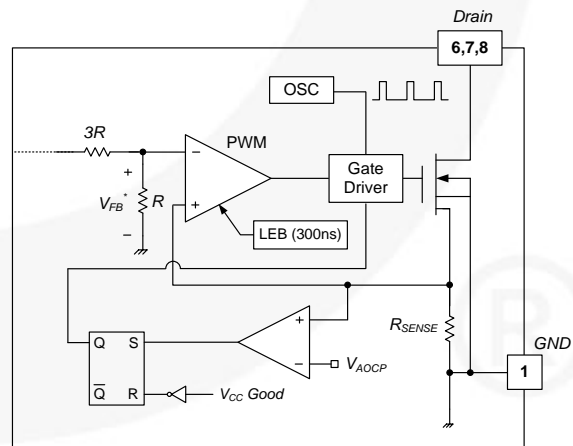 Drain
6,7,8
OSC
3R
PWM
−
+
V_FB*
R
−
+
Gate
Driver
LEB (300ns)
Q
S
Q̅
R
+
−
V_AOCP
V_CC Good
R_SENSE
GND
1
®